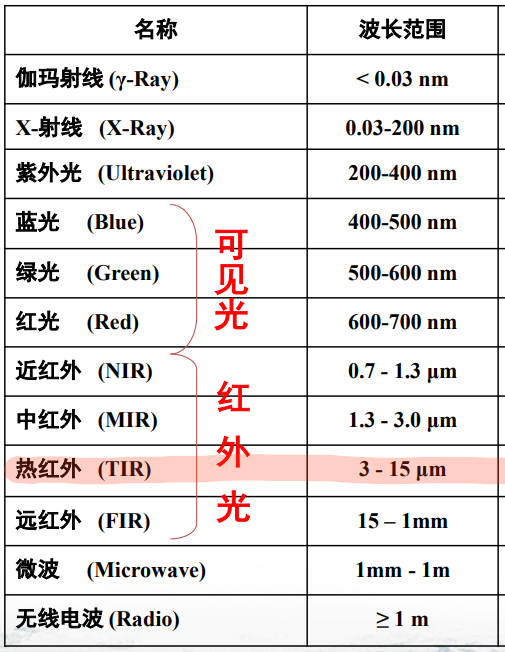 名称 波长范围
伽玛射线 (γ-Ray) < 0.03 nm
X-射线 (X-Ray) 0.03-200 nm
紫外光 (Ultraviolet) 200-400 nm
蓝光 (Blue) 400-500 nm
绿光 (Green) 500-600 nm
红光 (Red) 600-700 nm
可见光
近红外 (NIR) 0.7 - 1.3 μm
中红外 (MIR) 1.3 - 3.0 μm
热红外 (TIR) 3 - 15 μm
远红外 (FIR) 15 – 1mm
红外光
微波 (Microwave) 1mm - 1m
无线电波 (Radio) ≥ 1 m